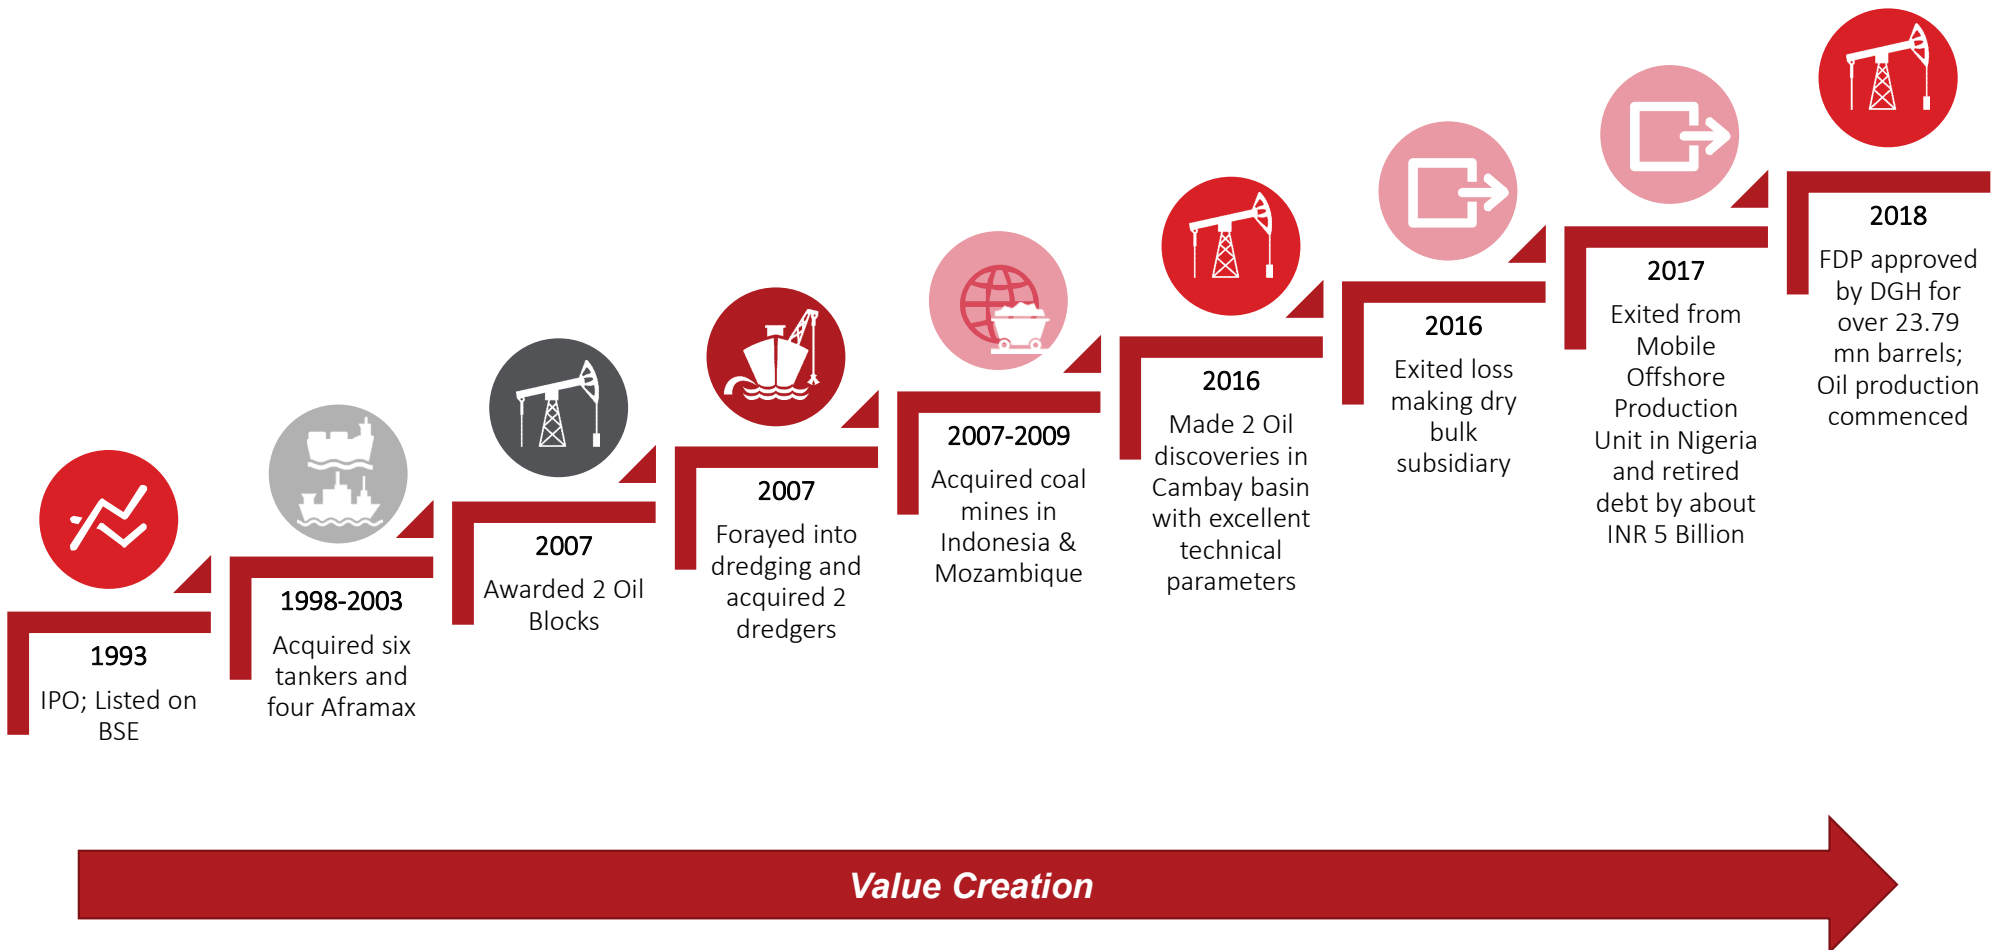 1993
IPO; Listed on
BSE
1998-2003
Acquired six
tankers and
four Aframax
2007
Awarded 2 Oil
Blocks
2007
Forayed into
dredging and
acquired 2
dredgers
2007-2009
Acquired coal
mines in
Indonesia &
Mozambique
2016
Made 2 Oil
discoveries in
Cambay basin
with excellent
technical
parameters
2016
Exited loss
making dry
bulk
subsidiary
2017
Exited from
Mobile
Offshore
Production
Unit in Nigeria
and retired
debt by about
INR 5 Billion
2018
FDP approved
by DGH for
over 23.79
mn barrels;
Oil production
commenced
Value Creation